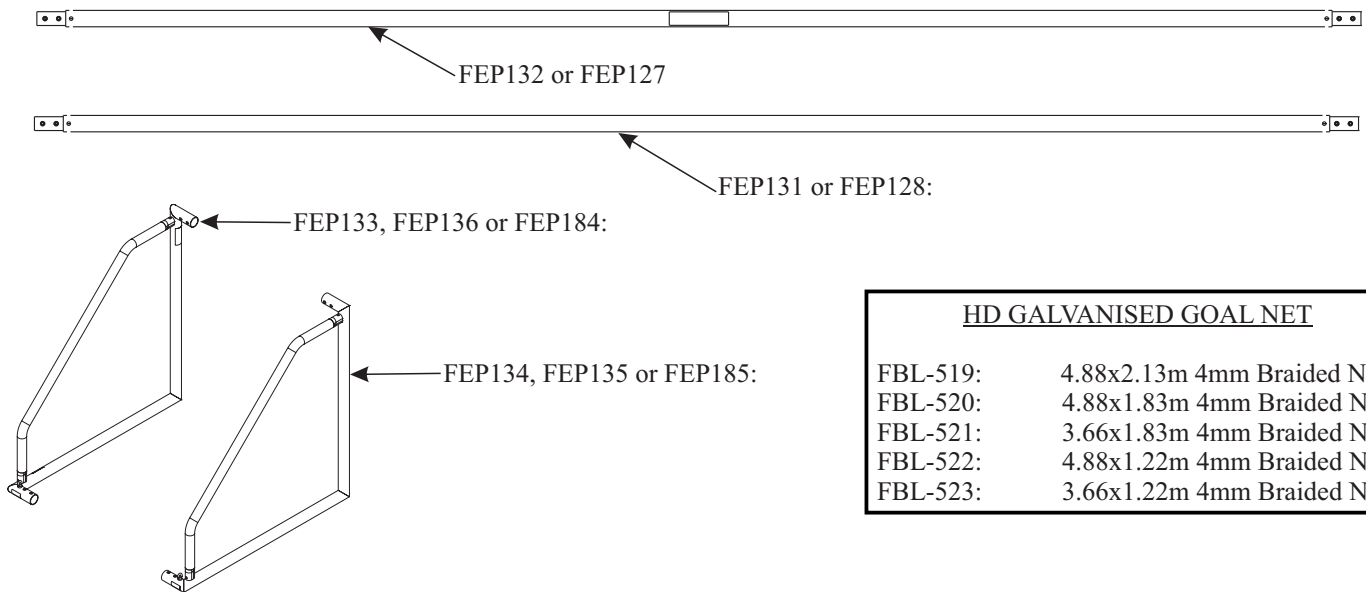 FEP132 or FEP127
FEP131 or FEP128:
FEP133, FEP136 or FEP184:
FEP134, FEP135 or FEP185:
HD GALVANISED GOAL NET
FBL-519: 4.88x2.13m 4mm Braided N
FBL-520: 4.88x1.83m 4mm Braided N
FBL-521: 3.66x1.83m 4mm Braided N
FBL-522: 4.88x1.22m 4mm Braided N
FBL-523: 3.66x1.22m 4mm Braided N